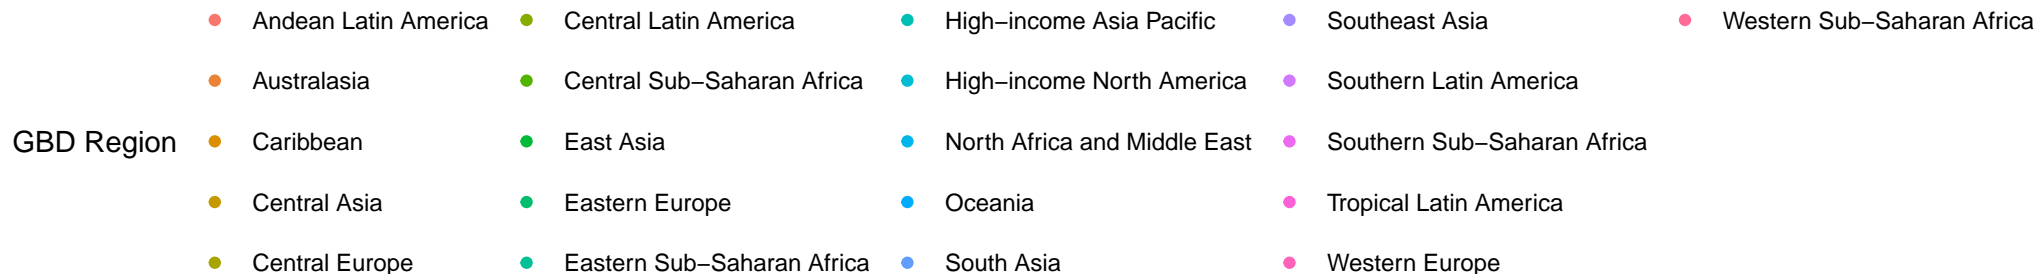 Andean Latin America
Central Latin America
High−income Asia Pacific
Southeast Asia
Western Sub−Saharan Africa
Australasia
Central Sub−Saharan Africa
High−income North America
Southern Latin America
GBD Region
Caribbean
East Asia
North Africa and Middle East
Southern Sub−Saharan Africa
Central Asia
Eastern Europe
Oceania
Tropical Latin America
Central Europe
Eastern Sub−Saharan Africa
South Asia
Western Europe